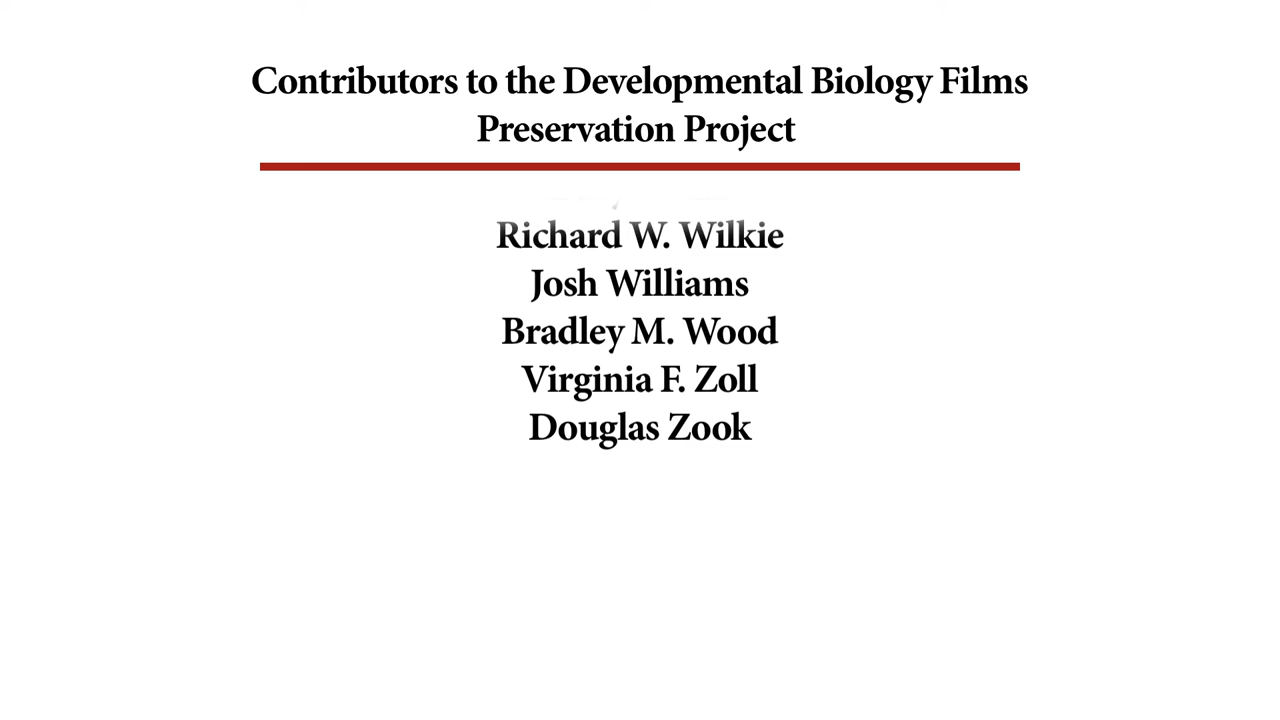 Contributors to the Developmental Biology Films
Preservation Project
Richard W. Wilkie
Josh Williams
Bradley M. Wood
Virginia F. Zoll
Douglas Zook